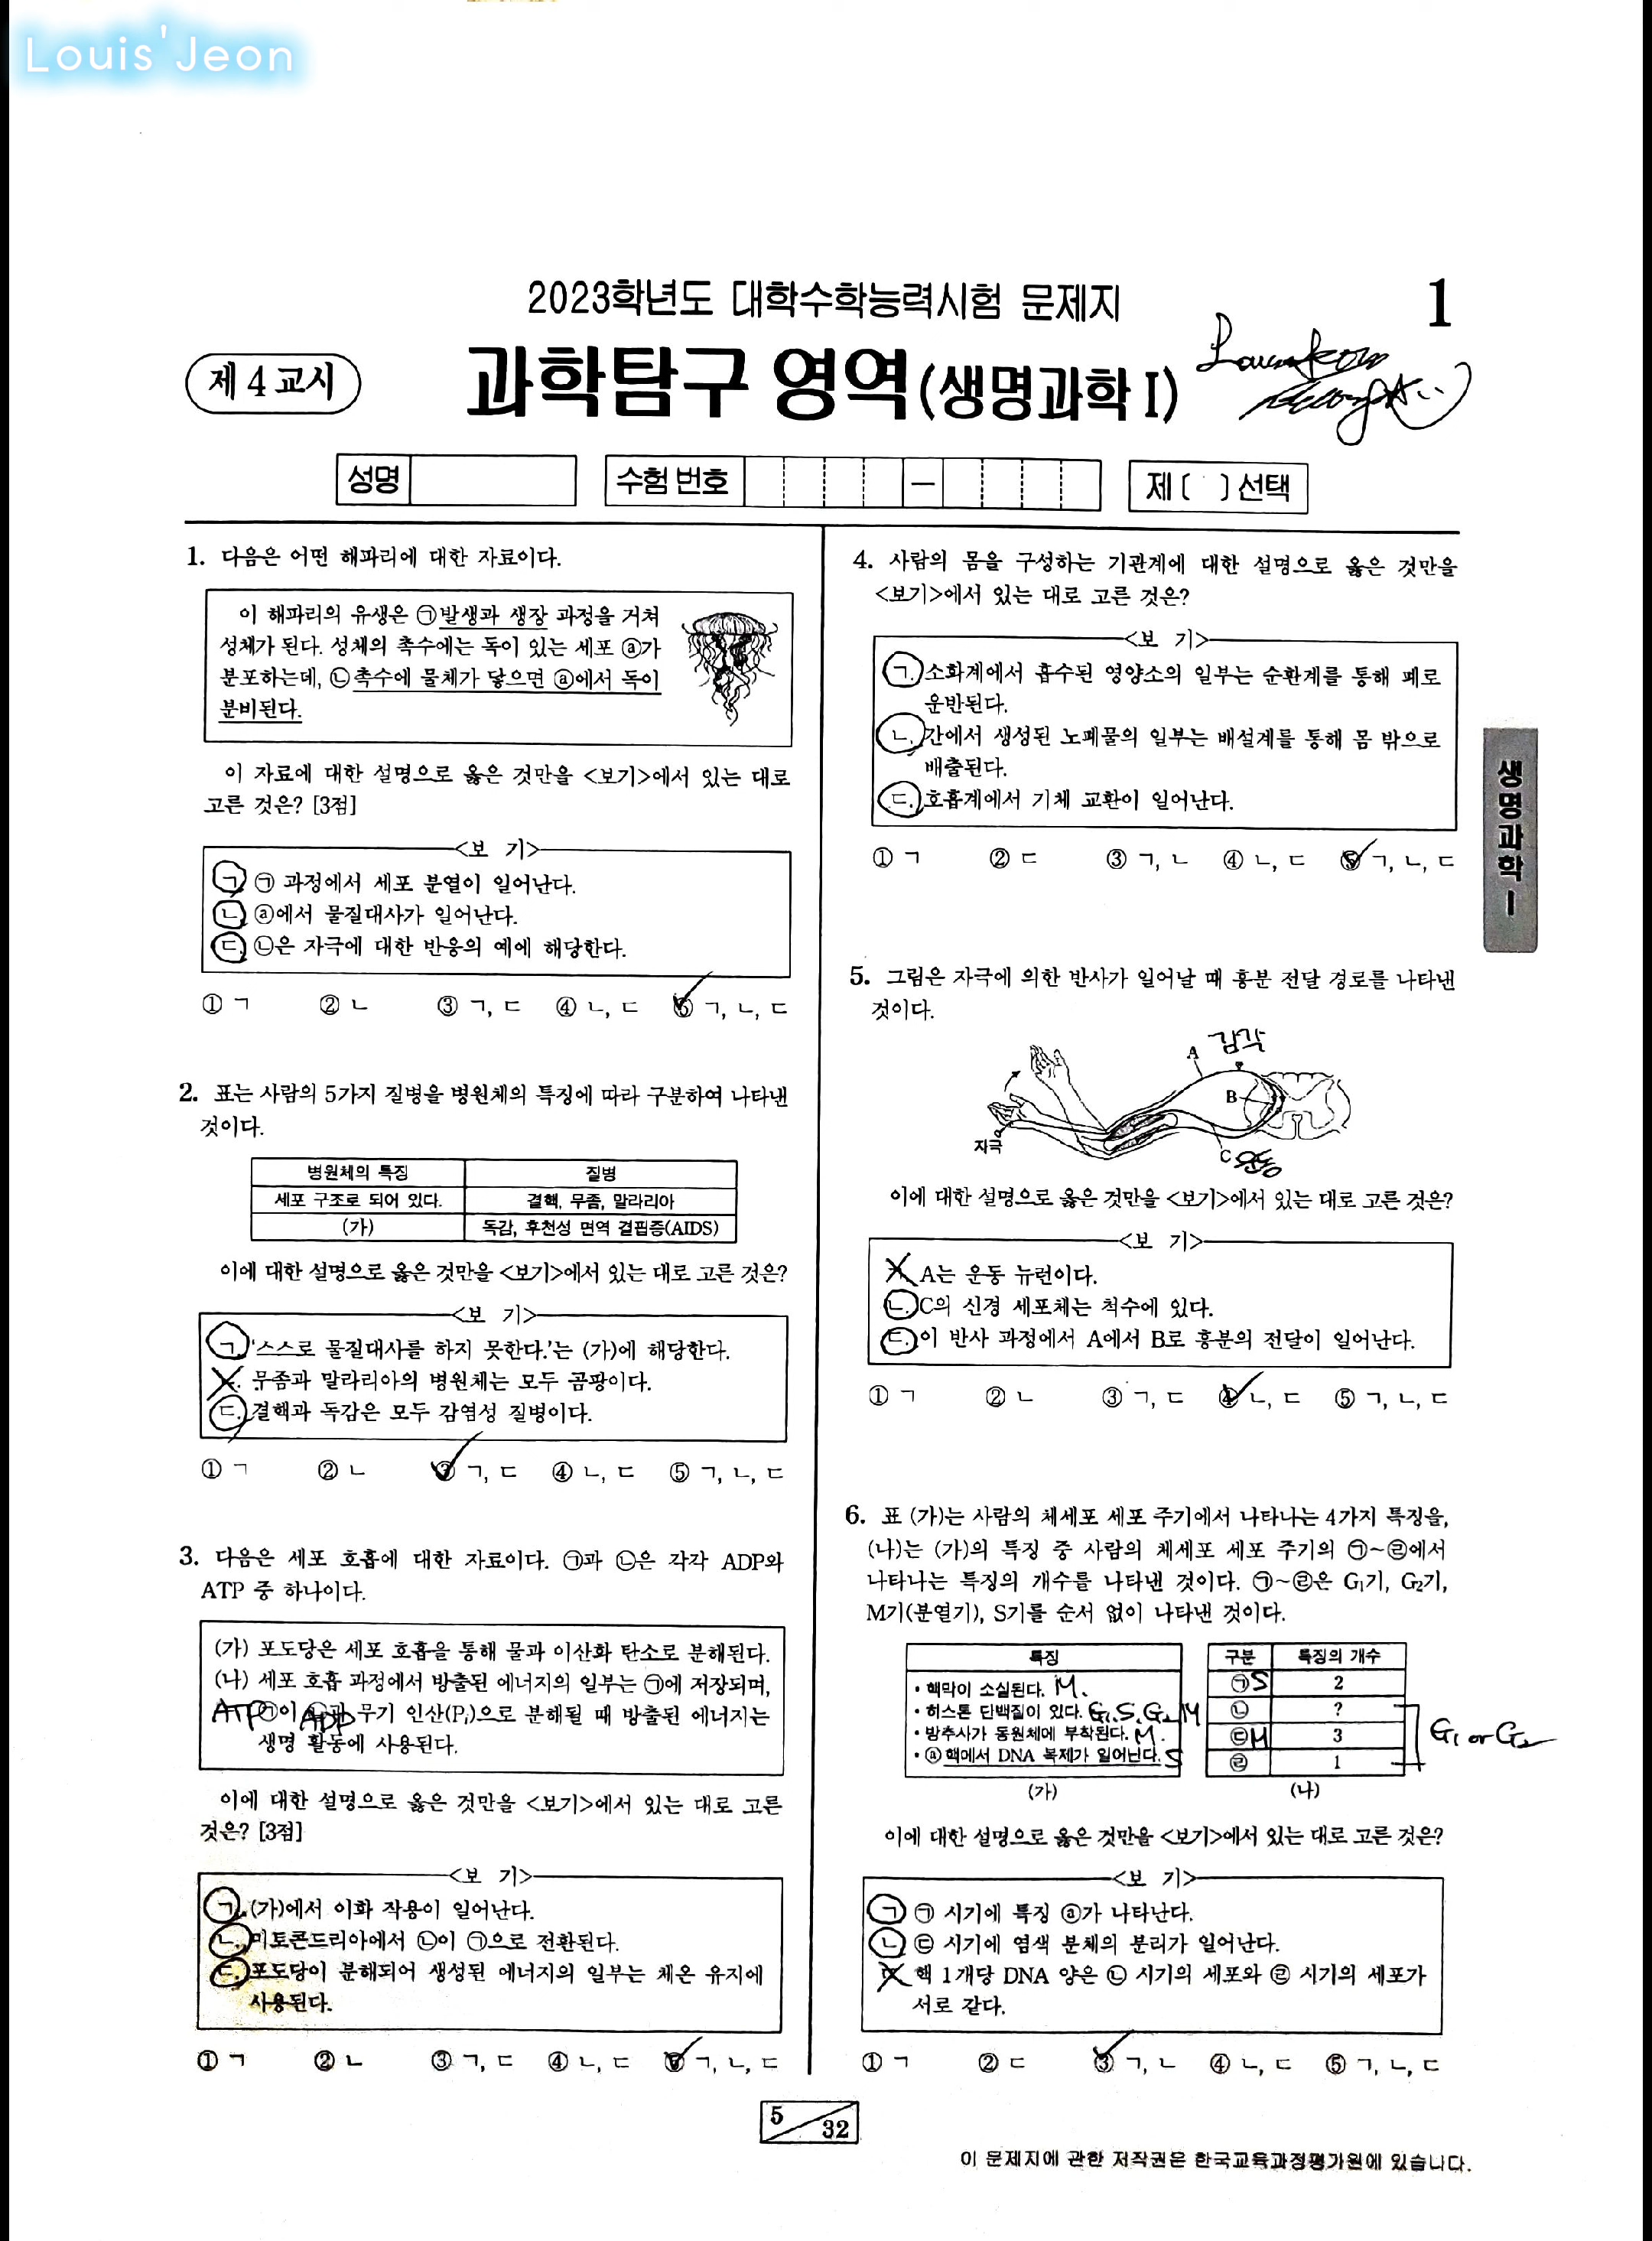 Louis'Jeon
2023학년도 대학수학능력시험 문제지
1
제 4 교시
과학탐구 영역(생명과학 I)
성명
수험 번호
—
제 [ ] 선택
1. 다음은 어떤 해파리에 대한 자료이다.
이 해파리의 유생은 ㉠발생과 생장 과정을 거쳐
성체가 된다. 성체의 촉수에는 독이 있는 세포 ⓐ가
분포하는데, ㉡촉수에 물체가 닿으면 ⓐ에서 독이
분비된다.
이 자료에 대한 설명으로 옳은 것만을 <보기>에서 있는 대로
고른 것은? [3점]
<보 기>
ㄱ. ㉠ 과정에서 세포 분열이 일어난다.
ㄴ. ⓐ에서 물질대사가 일어난다.
ㄷ. ㉡은 자극에 대한 반응의 예에 해당한다.
① ㄱ ② ㄴ ③ ㄱ, ㄷ ④ ㄴ, ㄷ ⑤ ㄱ, ㄴ, ㄷ
2. 표는 사람의 5가지 질병을 병원체의 특징에 따라 구분하여 나타낸
것이다.
병원체의 특징 질병
세포 구조로 되어 있다. 결핵, 무좀, 말라리아
(가) 독감, 후천성 면역 결핍증(AIDS)
이에 대한 설명으로 옳은 것만을 <보기>에서 있는 대로 고른 것은?
<보 기>
ㄱ. '스스로 물질대사를 하지 못한다.'는 (가)에 해당한다.
ㄴ. 무좀과 말라리아의 병원체는 모두 곰팡이다.
ㄷ. 결핵과 독감은 모두 감염성 질병이다.
① ㄱ ② ㄴ ③ ㄱ, ㄷ ④ ㄴ, ㄷ ⑤ ㄱ, ㄴ, ㄷ
3. 다음은 세포 호흡에 대한 자료이다. ㉠과 ㉡은 각각 ADP와
ATP 중 하나이다.
(가) 포도당은 세포 호흡을 통해 물과 이산화 탄소로 분해된다.
(나) 세포 호흡 과정에서 방출된 에너지의 일부는 ㉠에 저장되며,
ATP ㉠이 ㉡과 무기 인산(Pᵢ)으로 분해될 때 방출된 에너지는
ADP
생명 활동에 사용된다.
이에 대한 설명으로 옳은 것만을 <보기>에서 있는 대로 고른
것은? [3점]
<보 기>
ㄱ. (가)에서 이화 작용이 일어난다.
ㄴ. 미토콘드리아에서 ㉡이 ㉠으로 전환된다.
ㄷ. 포도당이 분해되어 생성된 에너지의 일부는 체온 유지에
사용된다.
① ㄱ ② ㄴ ③ ㄱ, ㄷ ④ ㄴ, ㄷ ⑤ ㄱ, ㄴ, ㄷ
4. 사람의 몸을 구성하는 기관계에 대한 설명으로 옳은 것만을
<보기>에서 있는 대로 고른 것은?
<보 기>
ㄱ. 소화계에서 흡수된 영양소의 일부는 순환계를 통해 폐로
운반된다.
ㄴ. 간에서 생성된 노폐물의 일부는 배설계를 통해 몸 밖으로
배출된다.
ㄷ. 호흡계에서 기체 교환이 일어난다.
① ㄱ ② ㄷ ③ ㄱ, ㄴ ④ ㄴ, ㄷ ⑤ ㄱ, ㄴ, ㄷ
5. 그림은 자극에 의한 반사가 일어날 때 흥분 전달 경로를 나타낸
것이다.
A 감각
B
자극
C 운동
이에 대한 설명으로 옳은 것만을 <보기>에서 있는 대로 고른 것은?
<보 기>
ㄱ. A는 운동 뉴런이다.
ㄴ. C의 신경 세포체는 척수에 있다.
ㄷ. 이 반사 과정에서 A에서 B로 흥분의 전달이 일어난다.
① ㄱ ② ㄴ ③ ㄱ, ㄷ ④ ㄴ, ㄷ ⑤ ㄱ, ㄴ, ㄷ
6. 표 (가)는 사람의 체세포 세포 주기에서 나타나는 4가지 특징을,
(나)는 (가)의 특징 중 사람의 체세포 세포 주기의 ㉠~㉣에서
나타나는 특징의 개수를 나타낸 것이다. ㉠~㉣은 G₁기, G₂기,
M기(분열기), S기를 순서 없이 나타낸 것이다.
특징
• 핵막이 소실된다. M.
• 히스톤 단백질이 있다. G₁.S.G₂.M
• 방추사가 동원체에 부착된다. M.
• ⓐ 핵에서 DNA 복제가 일어난다. S
(가)
구분 특징의 개수
㉠ S 2
㉡ ?
㉢ M 3
㉣ 1
G₁ or G₂
(나)
이에 대한 설명으로 옳은 것만을 <보기>에서 있는 대로 고른 것은?
<보 기>
ㄱ. ㉠ 시기에 특징 ⓐ가 나타난다.
ㄴ. ㉢ 시기에 염색 분체의 분리가 일어난다.
ㄷ. 핵 1개당 DNA 양은 ㉡ 시기의 세포와 ㉣ 시기의 세포가
서로 같다.
① ㄱ ② ㄷ ③ ㄱ, ㄴ ④ ㄴ, ㄷ ⑤ ㄱ, ㄴ, ㄷ
생명과학 I
5 32
이 문제지에 관한 저작권은 한국교육과정평가원에 있습니다.